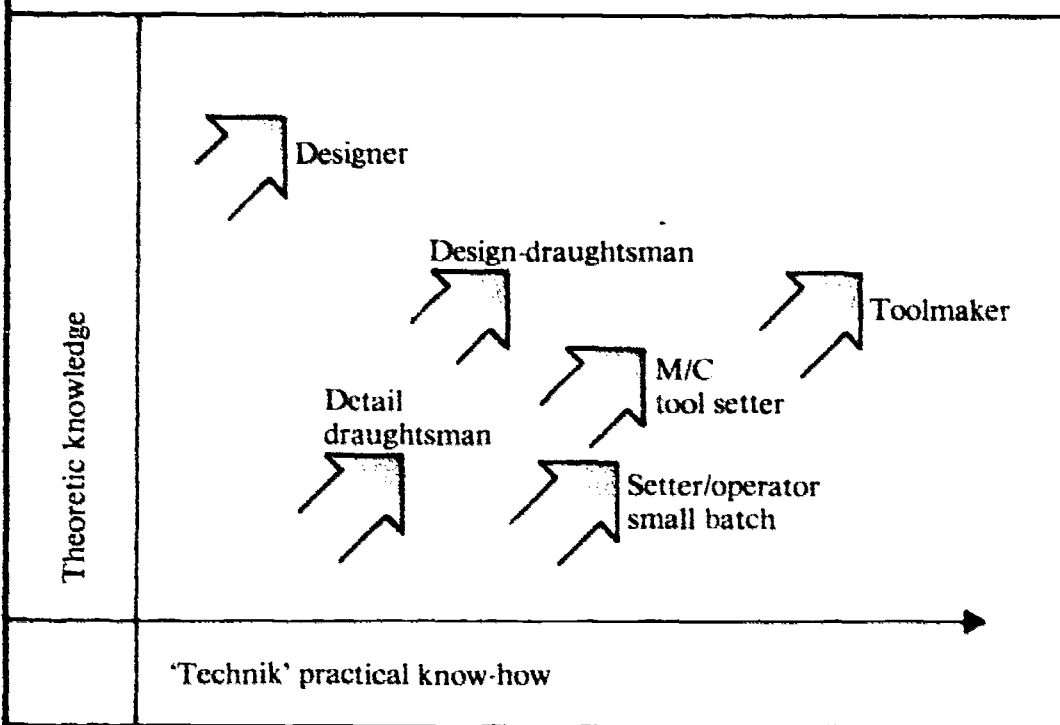 Designer
Design-draughtsman
Toolmaker
M/C
tool setter
Detail
draughtsman
Setter/operator
small batch
Theoretic knowledge
'Technik' practical know-how